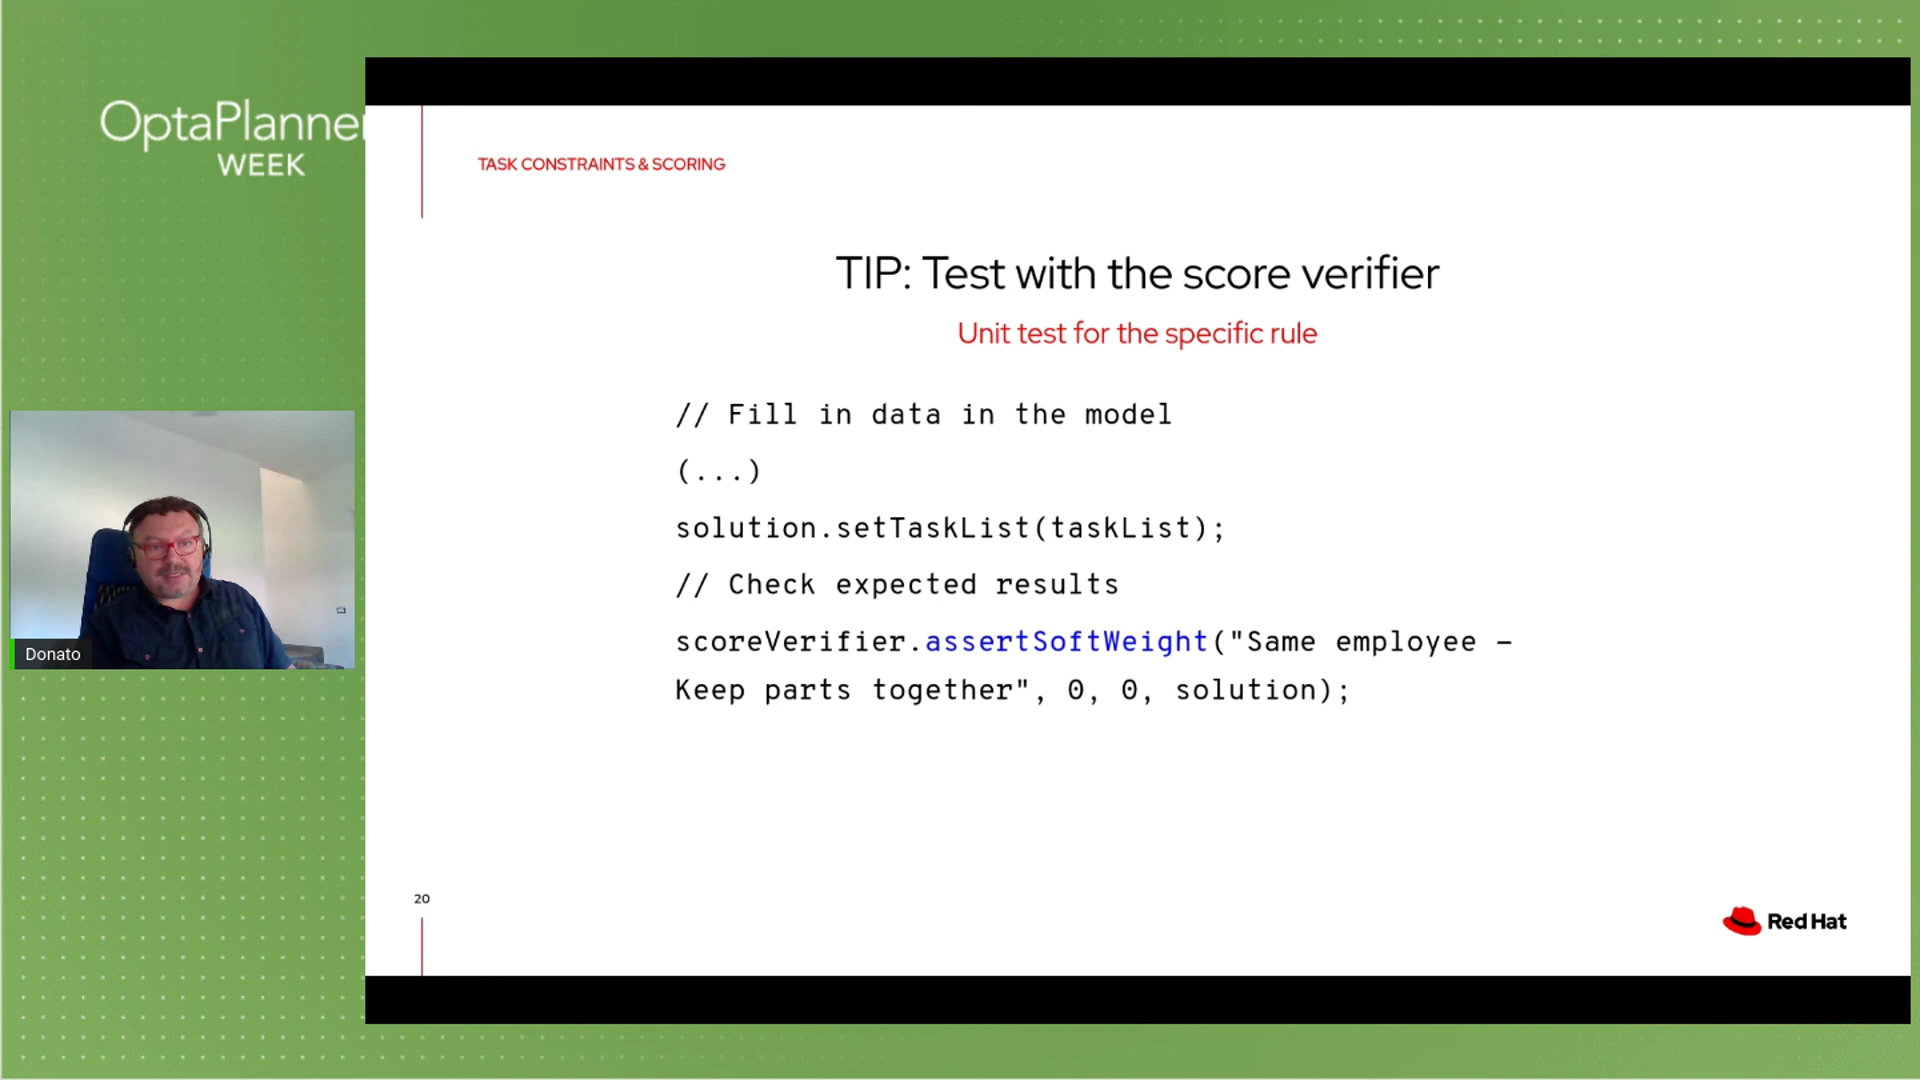 OptaPlanner
WEEK
TASK CONSTRAINTS & SCORING
TIP: Test with the score verifier
Unit test for the specific rule
// Fill in data in the model
(...)
solution.setTaskList(taskList);
// Check expected results
scoreVerifier.assertSoftWeight("Same employee –
Keep parts together", 0, 0, solution);
Donato
20
Red Hat